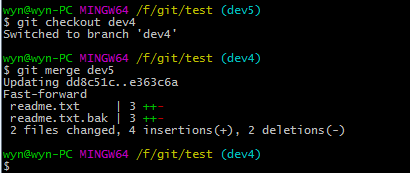 wyn@wyn-PC MINGW64 /f/git/test (dev5)
$ git checkout dev4
Switched to branch 'dev4'
wyn@wyn-PC MINGW64 /f/git/test (dev4)
$ git merge dev5
Updating dd8c51c..e363c6a
Fast-forward
 readme.txt     | 3 ++-
 readme.txt.bak | 3 ++-
 2 files changed, 4 insertions(+), 2 deletions(-)
wyn@wyn-PC MINGW64 /f/git/test (dev4)
$